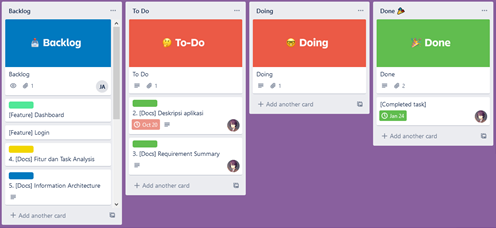 Backlog
Backlog
Backlog
1
JA
[Feature] Dashboard
[Feature] Login
4. [Docs] Fitur dan Task Analysis
5. [Docs] Information Architecture
+ Add another card
To Do
To-Do
To Do
1
2. [Docs] Deskripsi aplikasi
Oct 20
3. [Docs] Requirement Summary
+ Add another card
Doing
Doing
Doing
1
+ Add another card
Done
Done
Done
2
[Completed task]
Jan 24
+ Add another card